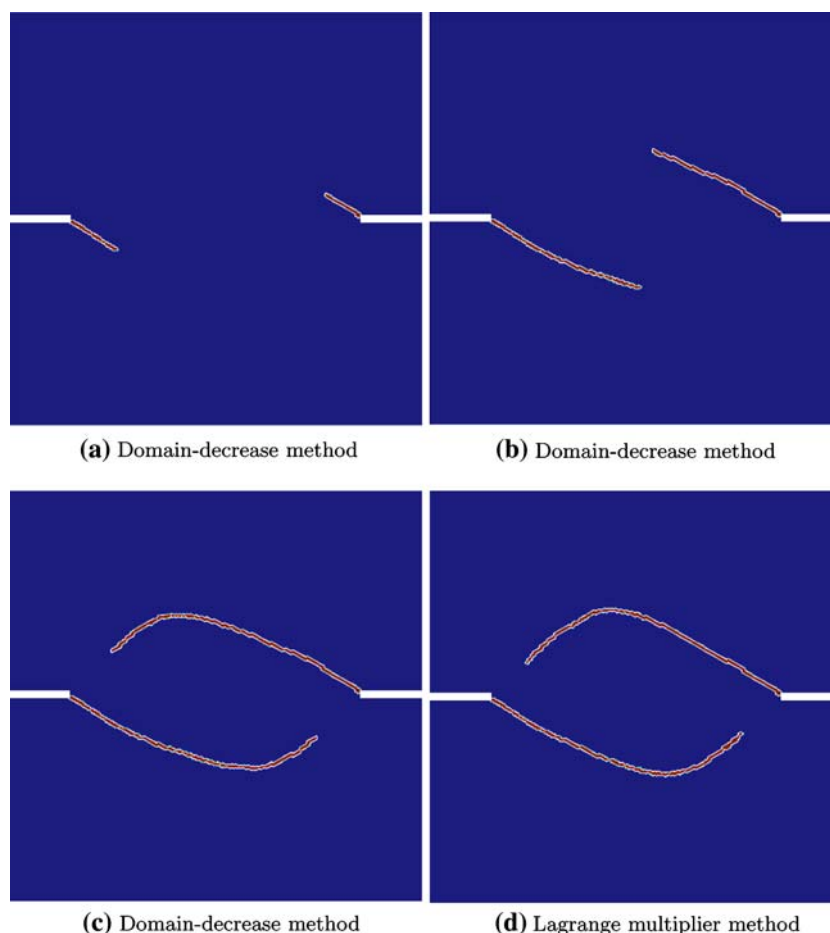 (a) Domain-decrease method
(b) Domain-decrease method
(c) Domain-decrease method
(d) Lagrange multiplier method